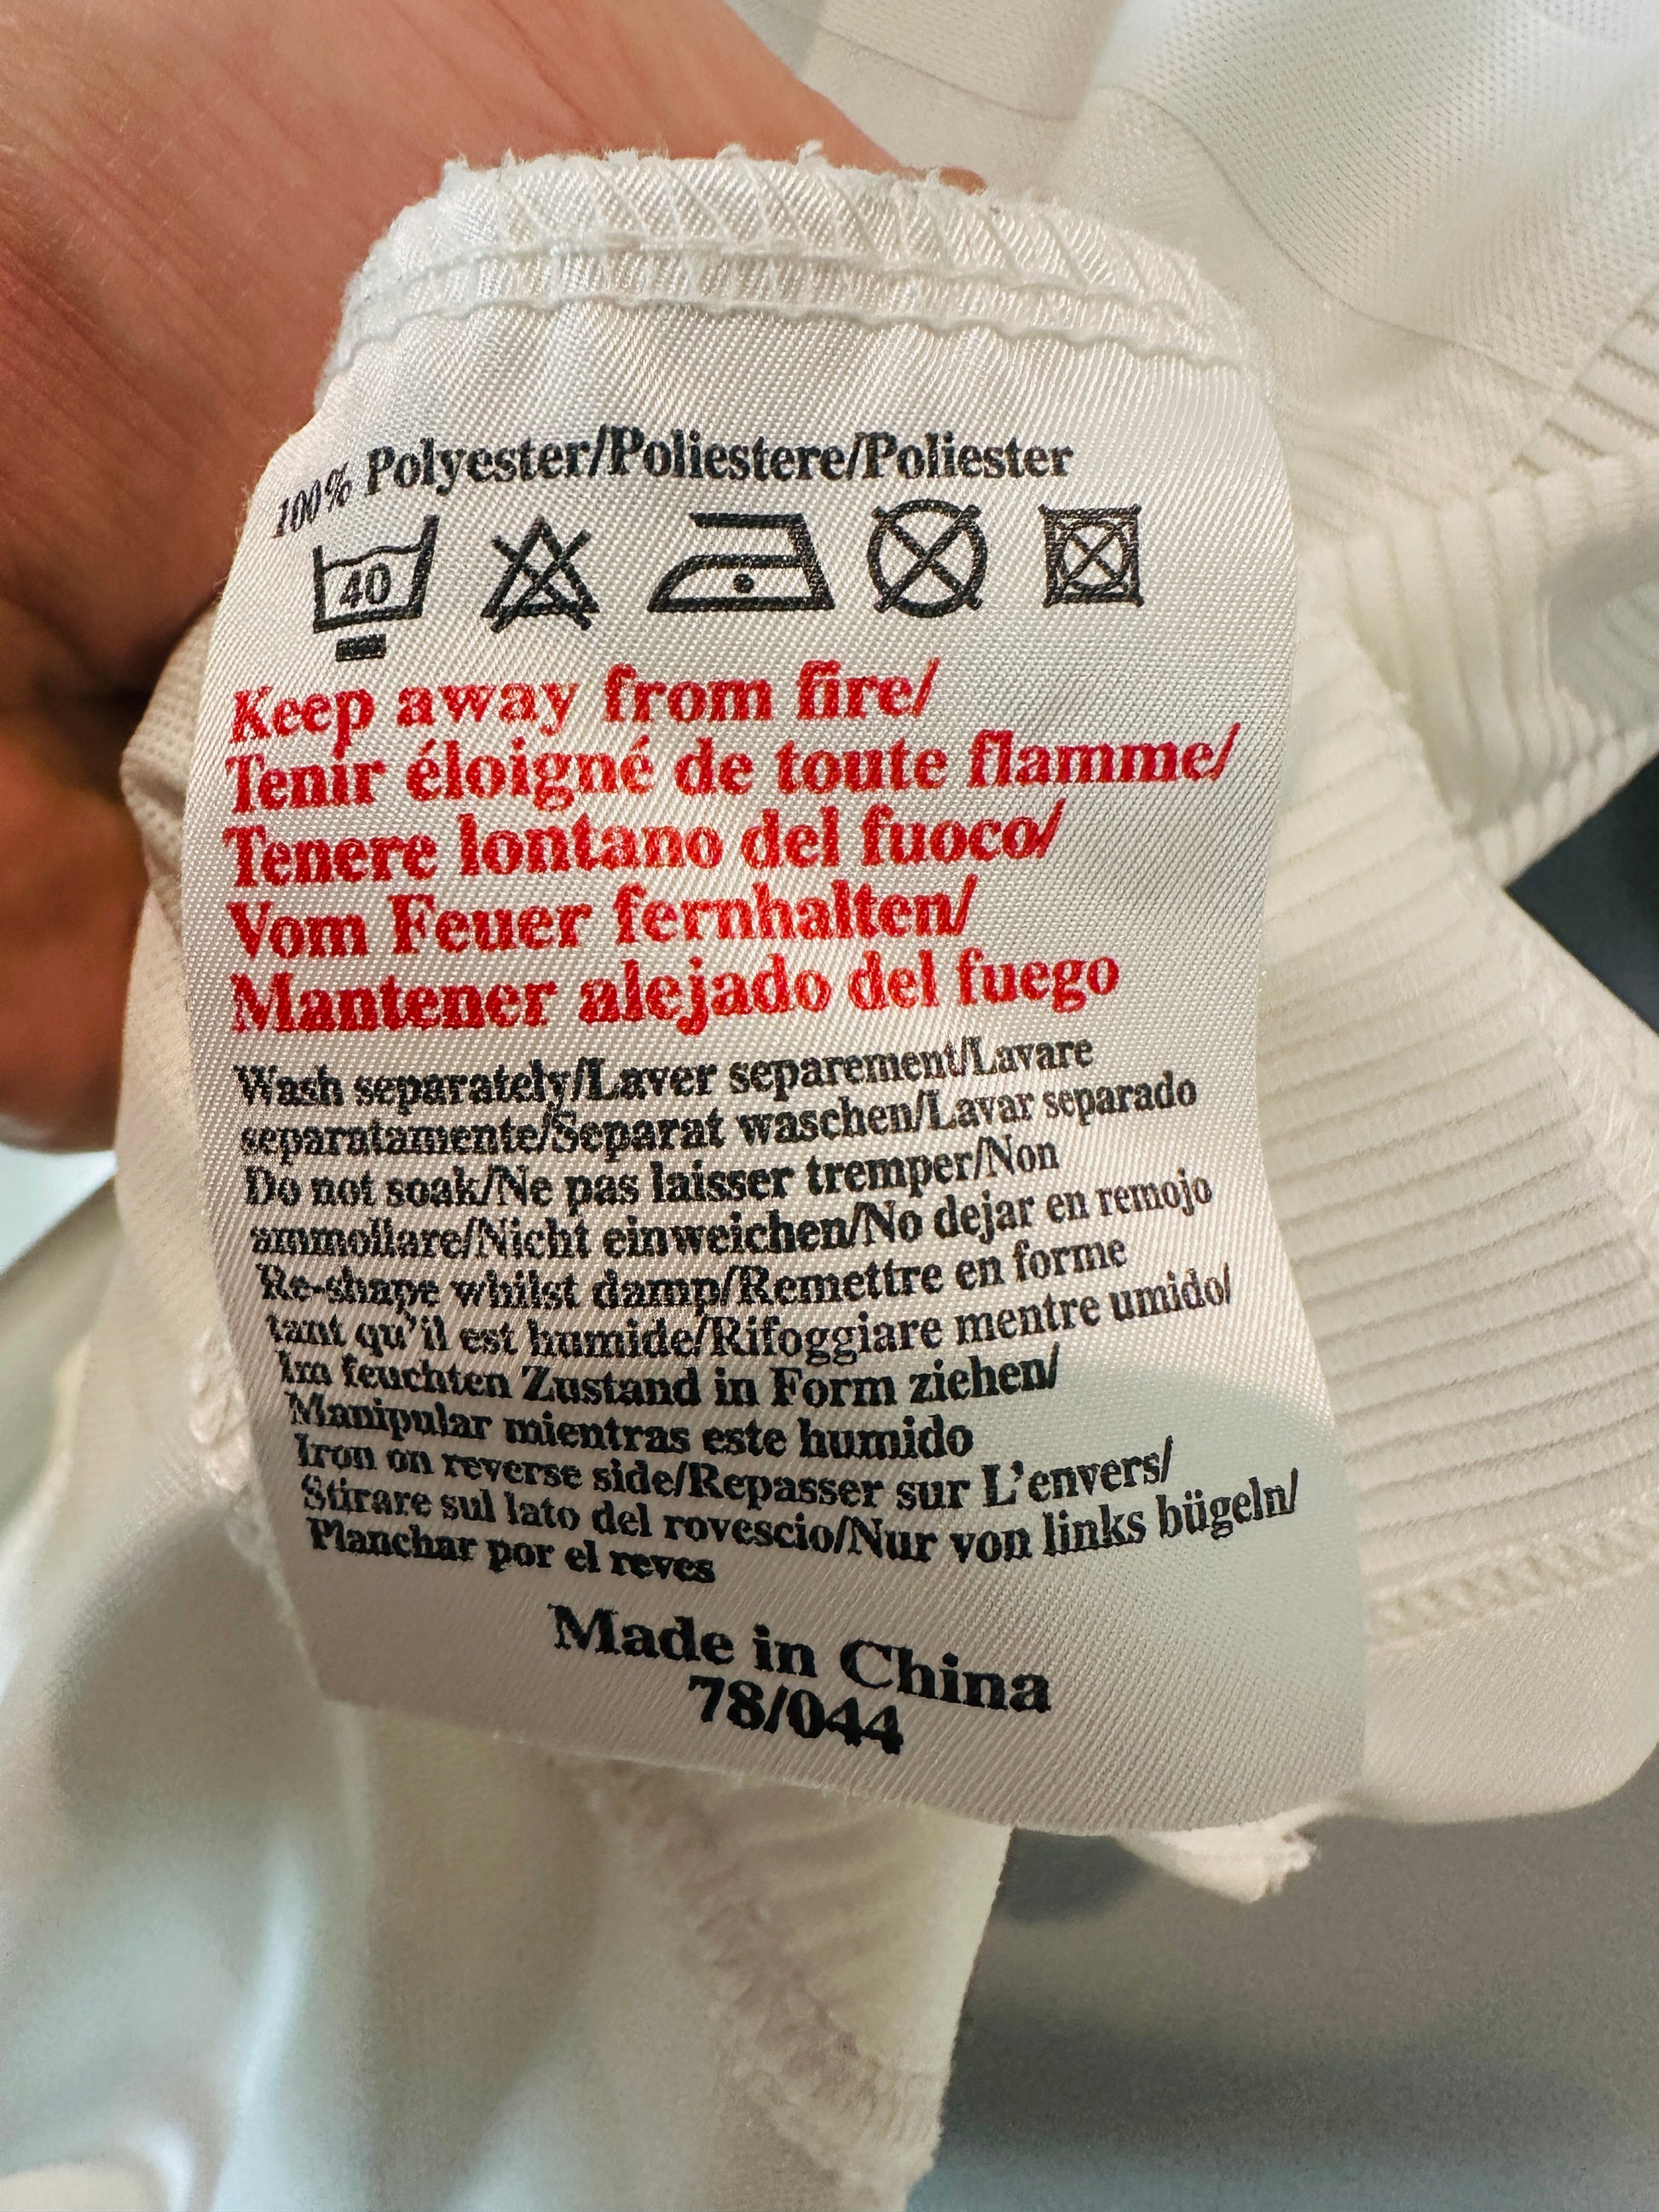 100% Polyester/Poliestere/Poliester
40
Keep away from fire/
Tenir éloigné de toute flamme/
Tenere lontano del fuoco/
Vom Feuer fernhalten/
Mantener alejado del fuego
Wash separately/Laver separement/Lavare
separatamente/Separat waschen/Lavar separado
Do not soak/Ne pas laisser tremper/Non
ammollare/Nicht einweichen/No dejar en remojo
Re-shape whilst damp/Remettre en forme
tant qu'il est humide/Rifoggiare mentre umido/
Im feuchten Zustand in Form ziehen/
Manipular mientras este humido
Iron on reverse side/Repasser sur L'envers/
Stirare sul lato del rovescio/Nur von links bügeln/
Planchar por el reves
Made in China
78/044